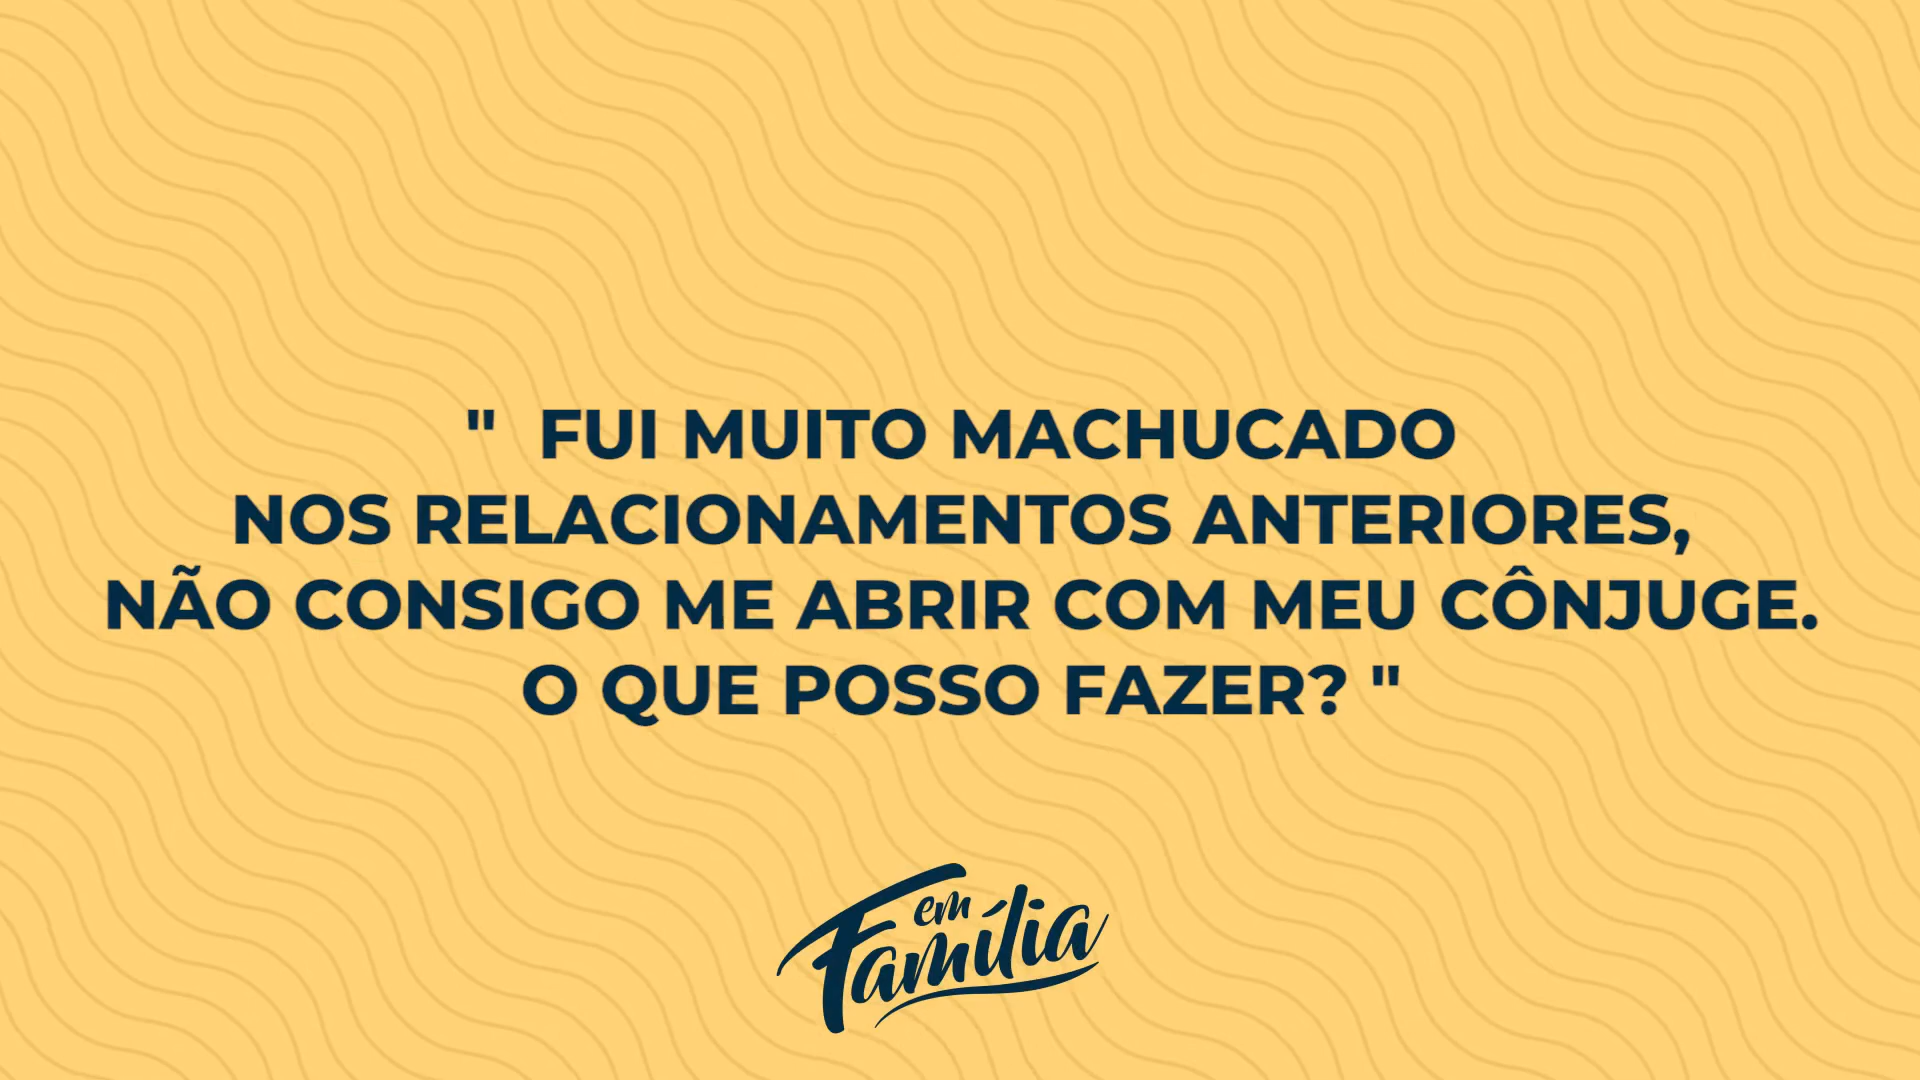 " FUI MUITO MACHUCADO
NOS RELACIONAMENTOS ANTERIORES,
NÃO CONSIGO ME ABRIR COM MEU CÔNJUGE.
O QUE POSSO FAZER? "
em
Família